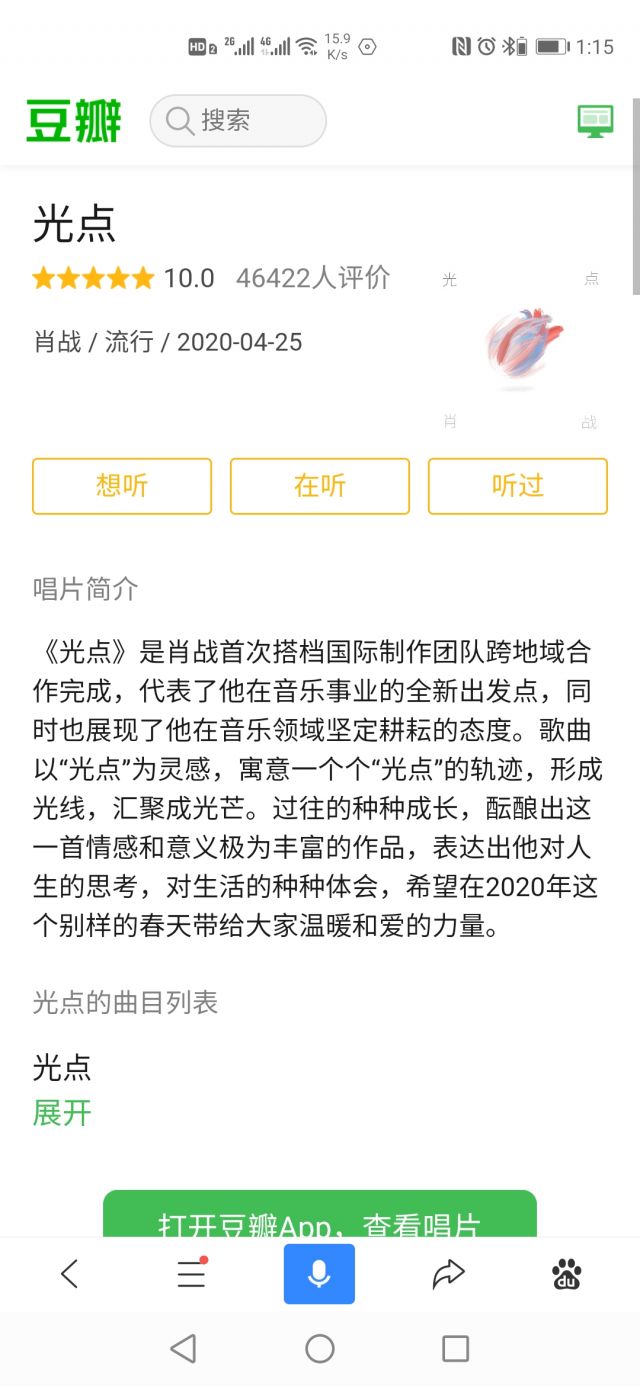 HD 2 2G 4G 15.9 K/s 1:15
豆瓣 搜索
光点
10.0 46422人评价
肖战 / 流行 / 2020-04-25
光 点
肖 战
想听 在听 听过
唱片简介
《光点》是肖战首次搭档国际制作团队跨地域合
作完成，代表了他在音乐事业的全新出发点，同
时也展现了他在音乐领域坚定耕耘的态度。歌曲
以“光点”为灵感，寓意一个个“光点”的轨迹，形成
光线，汇聚成光芒。过往的种种成长，酝酿出这
一首情感和意义极为丰富的作品，表达出他对人
生的思考，对生活的种种体会，希望在2020年这
个别样的春天带给大家温暖和爱的力量。
光点的曲目列表
光点
展开
打开豆瓣App，查看唱片
du